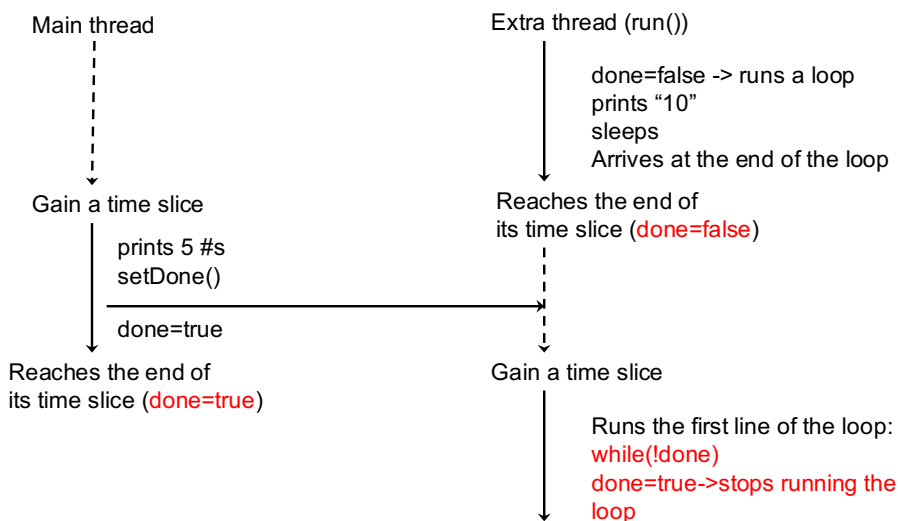 Main thread
Extra thread (run())
done=false -> runs a loop
prints “10”
sleeps
Arrives at the end of the loop
Gain a time slice
Reaches the end of
its time slice (done=false)
prints 5 #s
setDone()
done=true
Reaches the end of
its time slice (done=true)
Gain a time slice
Runs the first line of the loop:
while(!done)
done=true->stops running the
loop